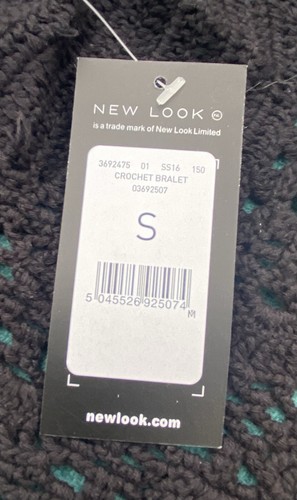 NEW LOOK
is a trade mark of New Look Limited
3692475 01 SS16 150
CROCHET BRALET
03692507
S
5 045526 925074
newlook.com